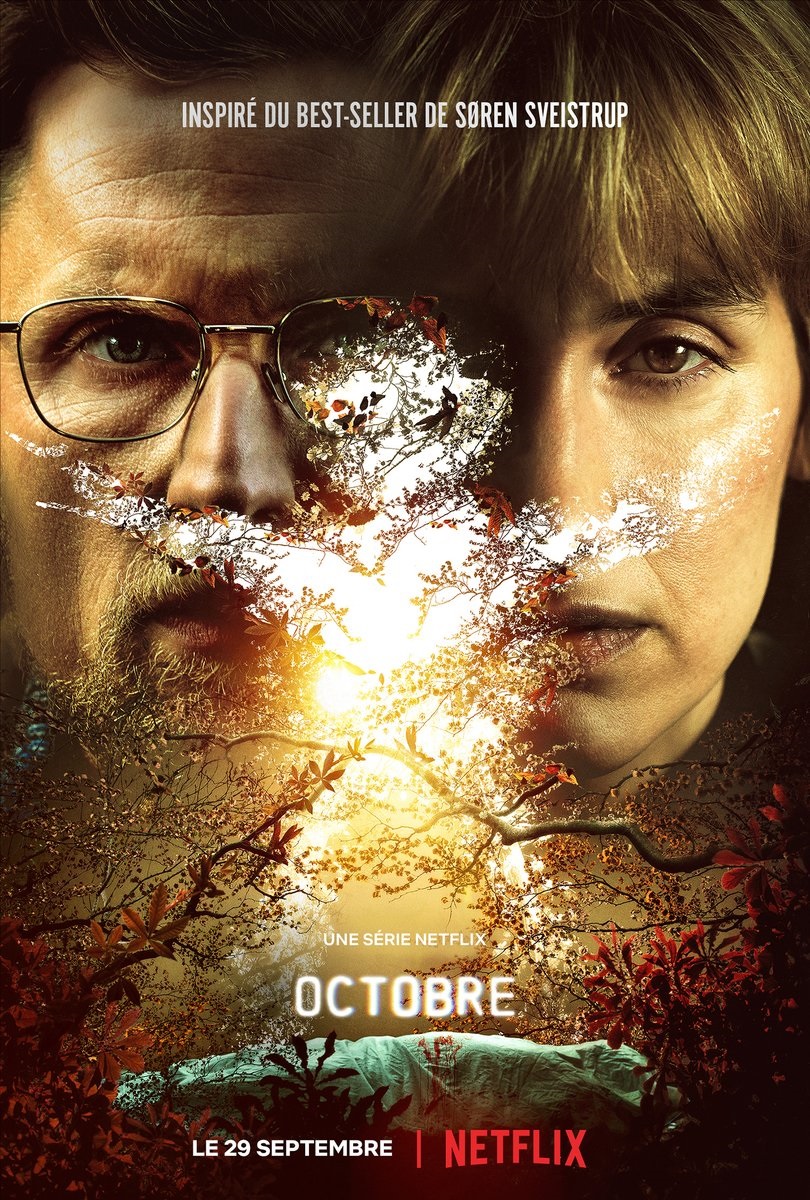 INSPIRÉ DU BEST-SELLER DE SØREN SVEISTRUP
UNE SÉRIE NETFLIX
OCTOBRE
LE 29 SEPTEMBRE | NETFLIX